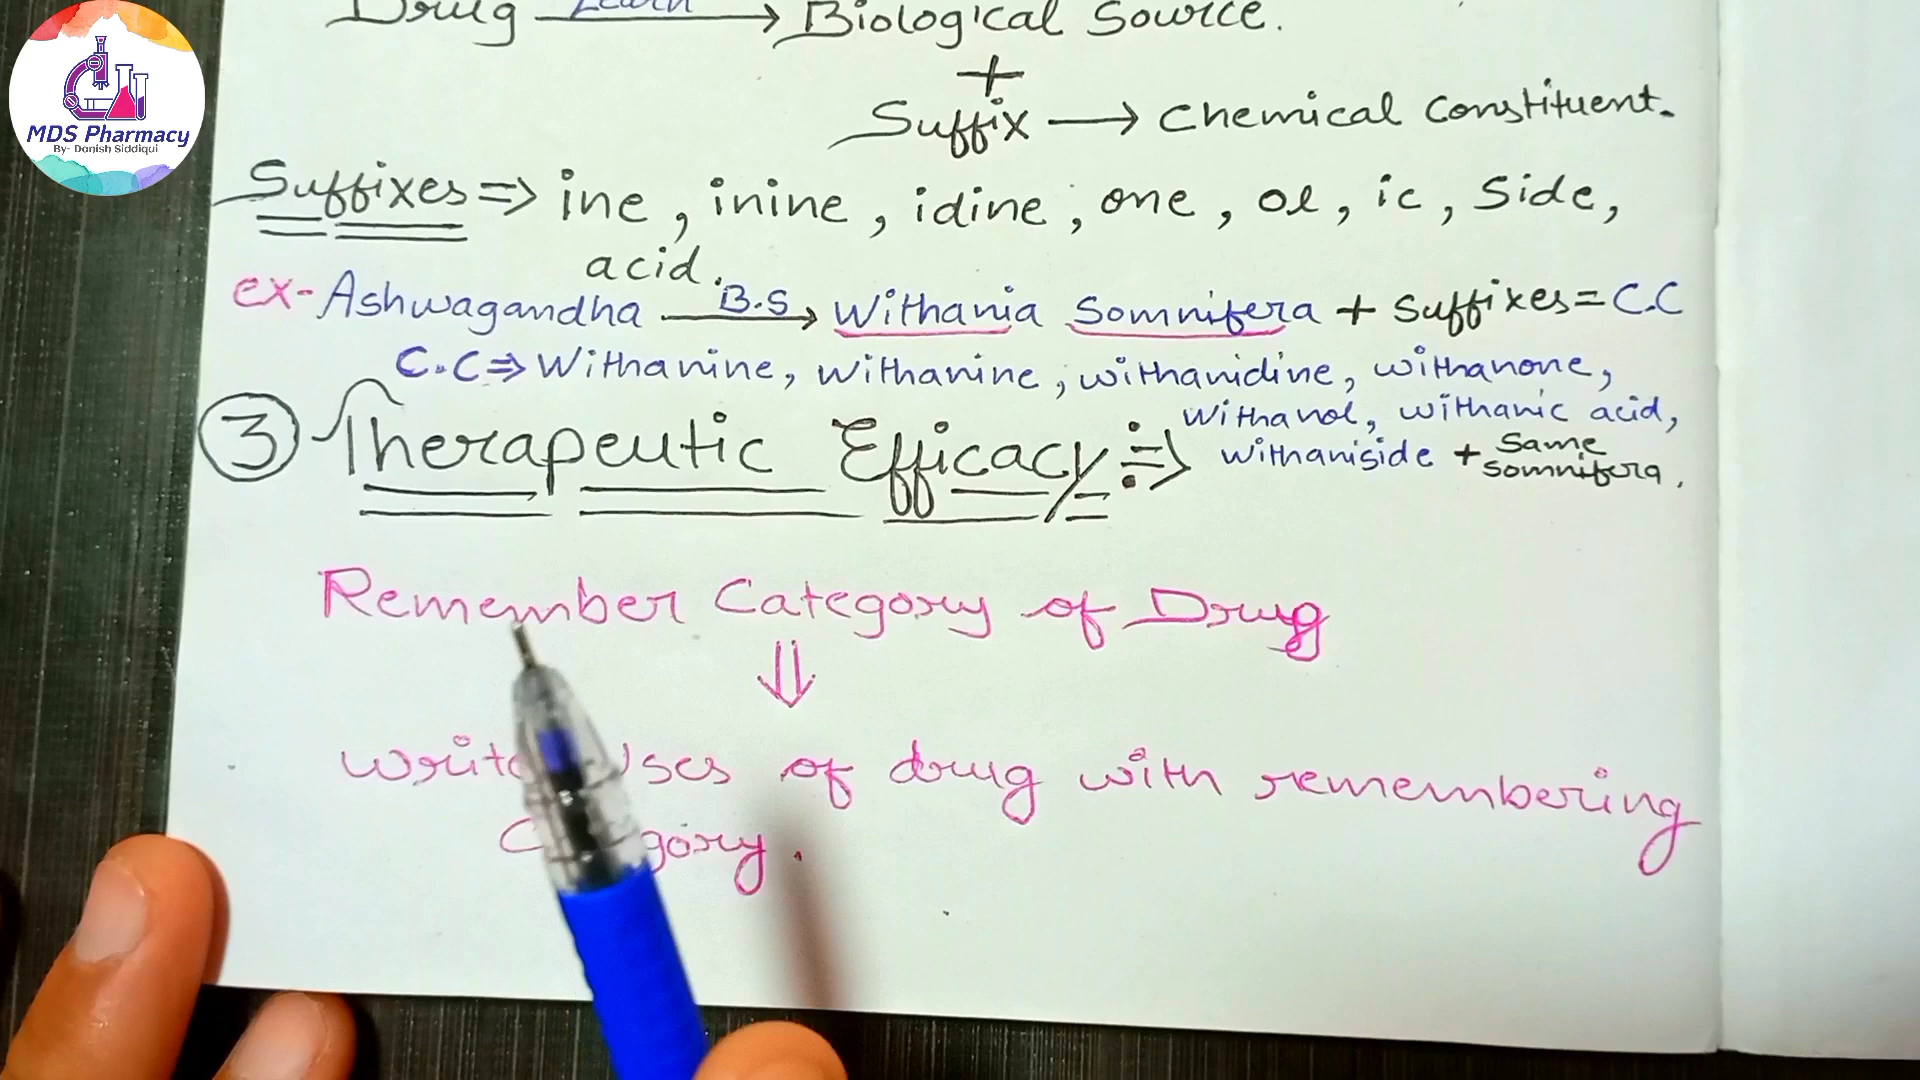 MDS Pharmacy
By- Danish Siddiqui
Drug Learn → Biological Source.
+
Suffix → Chemical Constituent.
Suffixes ⇒ ine, inine, idine, one, ol, ic, Side,
acid.
ex- Ashwagandha B.S → Withania Somnifera + Suffixes = C.C
C.C ⇒ Withanine, withanine, withanidine, withanone,
withanol, withanic acid,
withaniside + Same somnifera.
③ Therapeutic Efficacy ÷⇒
Remember Category of Drug
⇓
write Uses of drug with remembering
Category.